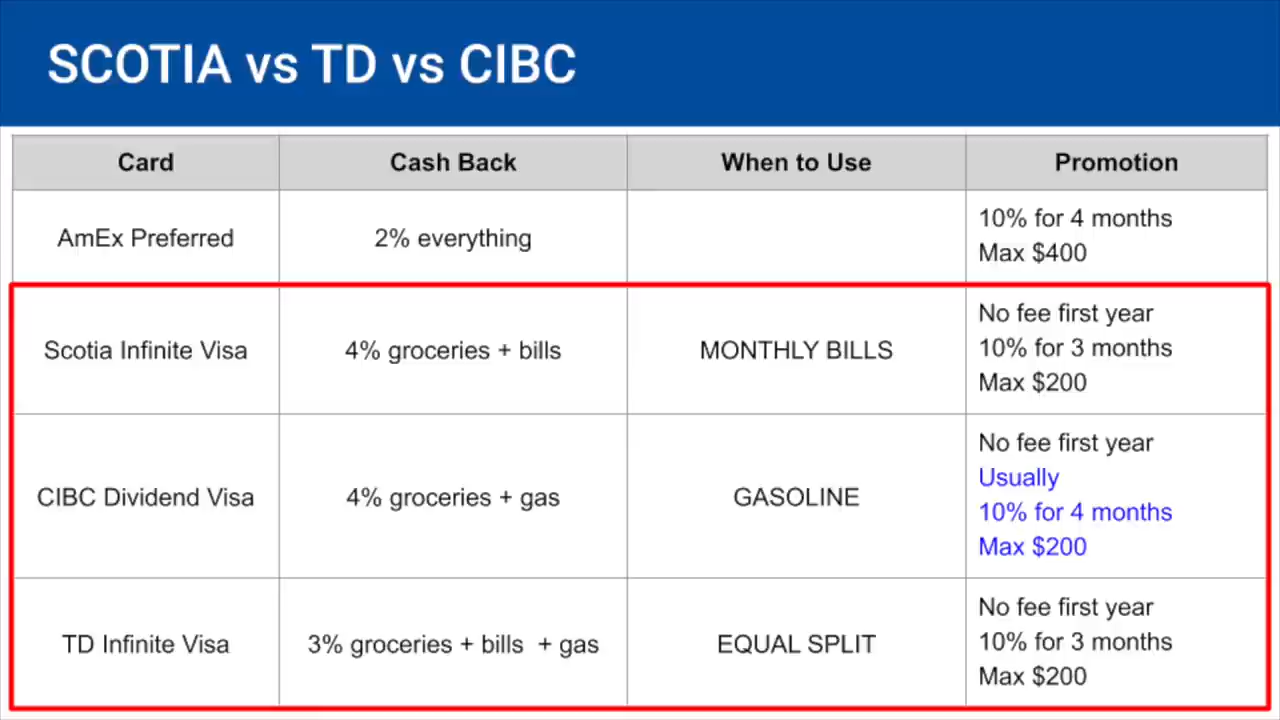 SCOTIA vs TD vs CIBC
Card
Cash Back
When to Use
Promotion
AmEx Preferred
2% everything
10% for 4 months
Max $400
Scotia Infinite Visa
4% groceries + bills
MONTHLY BILLS
No fee first year
10% for 3 months
Max $200
CIBC Dividend Visa
4% groceries + gas
GASOLINE
No fee first year
Usually
10% for 4 months
Max $200
TD Infinite Visa
3% groceries + bills  + gas
EQUAL SPLIT
No fee first year
10% for 3 months
Max $200